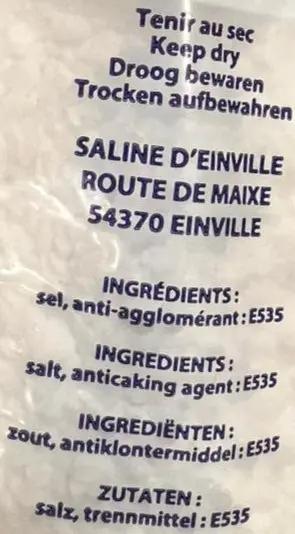 Tenir au sec
Keep dry
Droog bewaren
Trocken aufbewahren
SALINE D'EINVILLE
ROUTE DE MAIXE
54370 EINVILLE
INGRÉDIENTS:
sel, anti-agglomérant: E535
INGREDIENTS:
salt, anticaking agent: E535
INGREDIËNTEN:
zout, antiklontermiddel: E535
ZUTATEN:
salz, trennmittel: E535